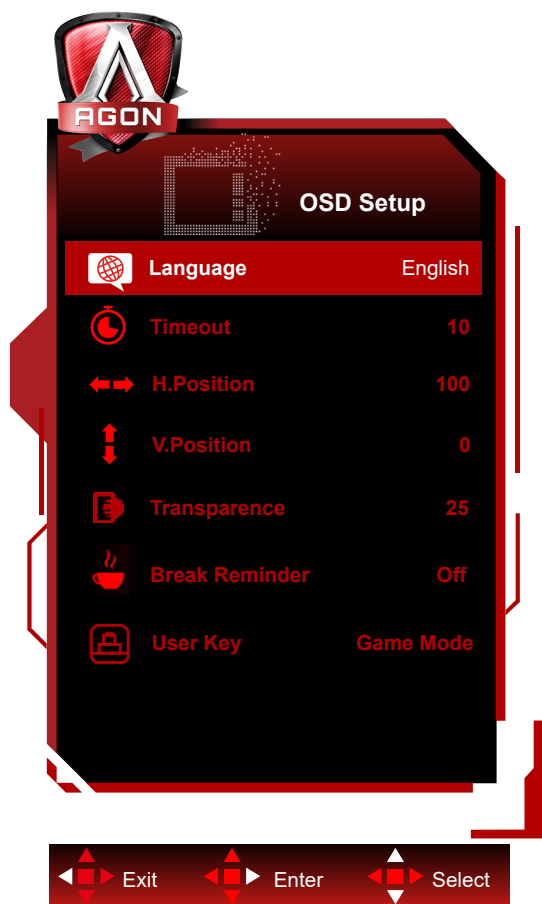 AGON
OSD Setup
Language English
Timeout 10
H.Position 100
V.Position 0
Transparence 25
Break Reminder Off
User Key Game Mode
Exit Enter Select